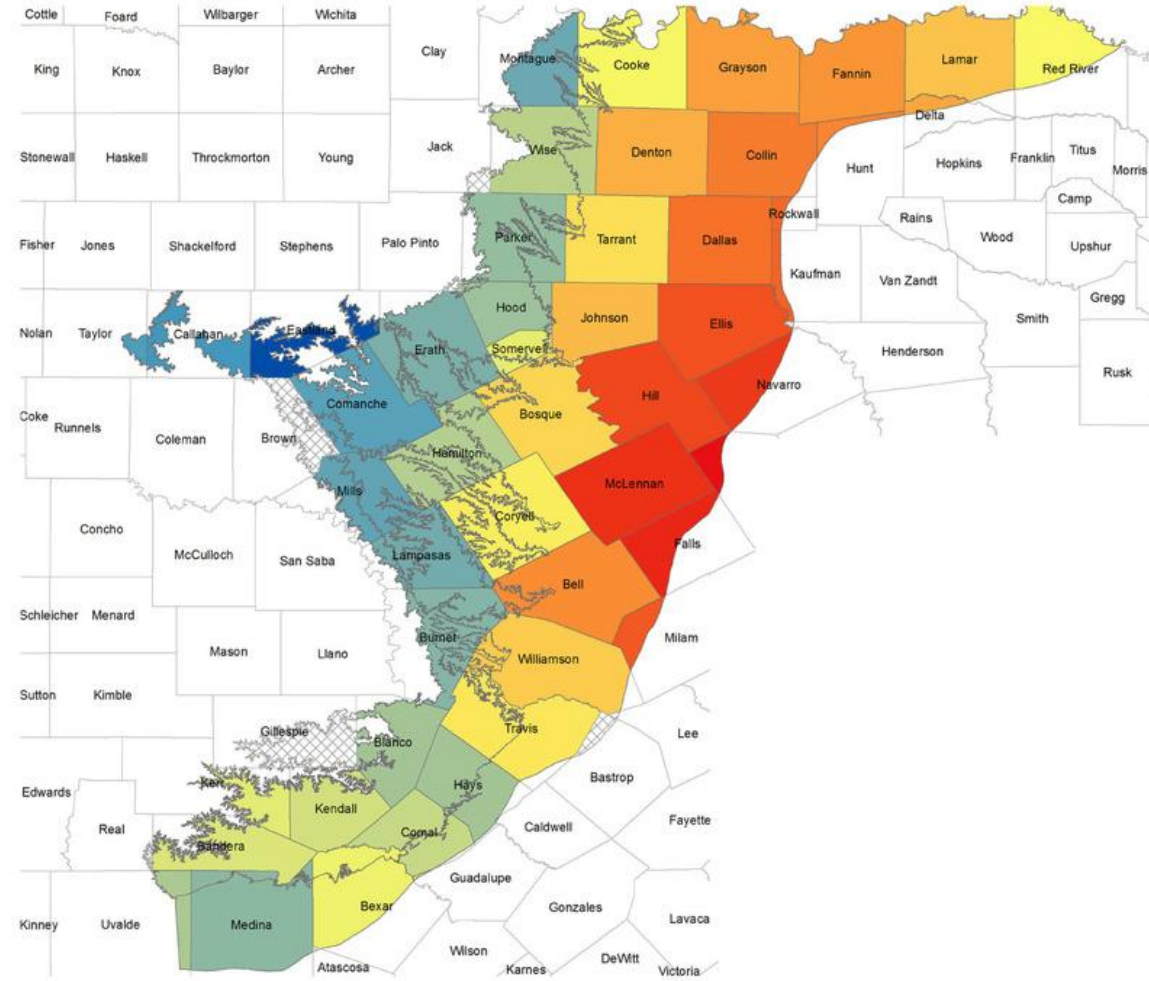 Cottle
Foard
Wilbarger
Wichita
Clay
Montague
Cooke
Grayson
Fannin
Lamar
Red River
King
Knox
Baylor
Archer
Delta
Stonewall
Haskell
Throckmorton
Young
Jack
Wise
Denton
Collin
Hunt
Hopkins
Franklin
Titus
Morris
Camp
Fisher
Jones
Shackelford
Stephens
Palo Pinto
Parker
Tarrant
Dallas
Rockwall
Rains
Wood
Upshur
Kaufman
Van Zandt
Gregg
Nolan
Taylor
Callahan
Eastland
Erath
Hood
Somervell
Johnson
Ellis
Smith
Henderson
Rusk
Coke
Runnels
Coleman
Brown
Comanche
Bosque
Hill
Navarro
Hamilton
Mills
McLennan
Coryell
Concho
McCulloch
San Saba
Lampasas
Bell
Falls
Schleicher
Menard
Mason
Llano
Burnet
Williamson
Milam
Sutton
Kimble
Gillespie
Blanco
Travis
Lee
Bastrop
Edwards
Real
Kerr
Kendall
Hays
Comal
Caldwell
Fayette
Bandera
Guadalupe
Kinney
Uvalde
Medina
Bexar
Gonzales
Lavaca
Wilson
Atascosa
Karnes
DeWitt
Victoria